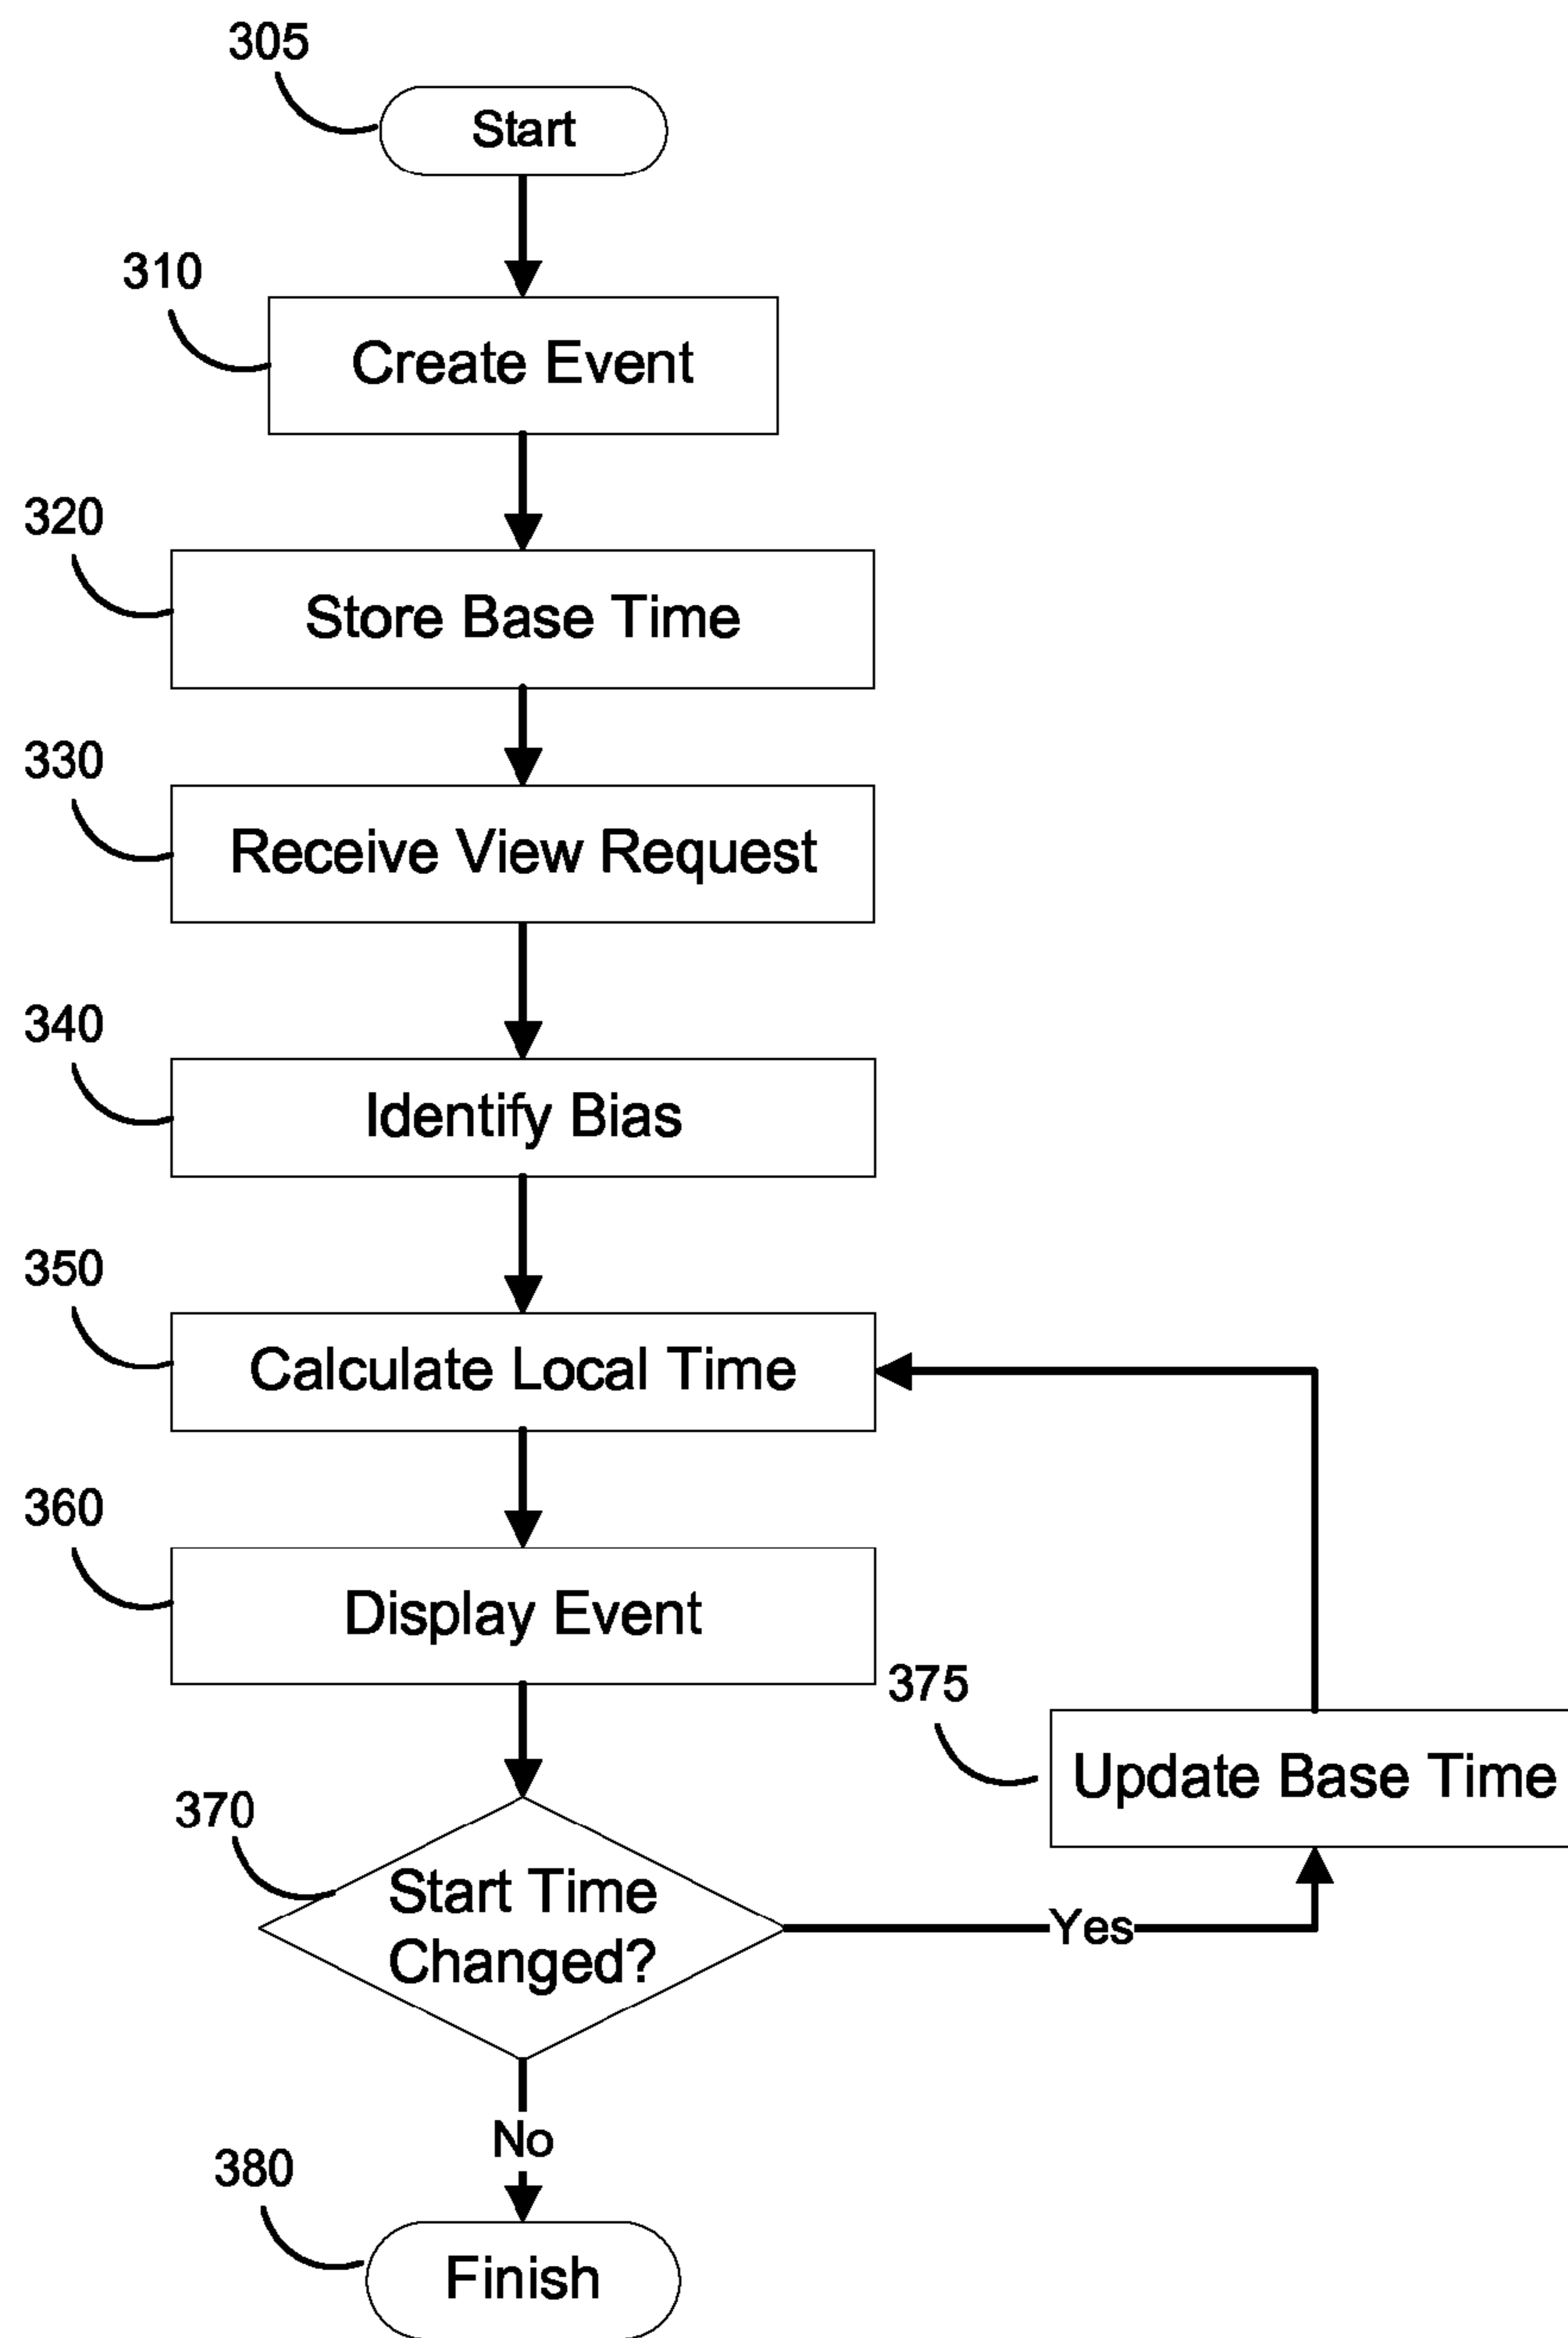 305
Start
310
Create Event
320
Store Base Time
330
Receive View Request
340
Identify Bias
350
Calculate Local Time
360
Display Event
375
Update Base Time
370
Start Time
Changed?
Yes
No
380
Finish